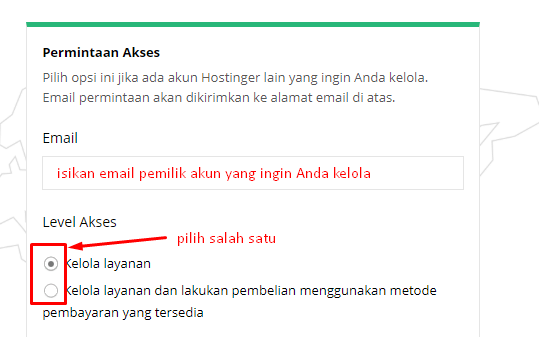 Permintaan Akses
Pilih opsi ini jika ada akun Hostinger lain yang ingin Anda kelola.
Email permintaan akan dikirimkan ke alamat email di atas.
Email
isikan email pemilik akun yang ingin Anda kelola
Level Akses
pilih salah satu
Kelola layanan
Kelola layanan dan lakukan pembelian menggunakan metode
pembayaran yang tersedia